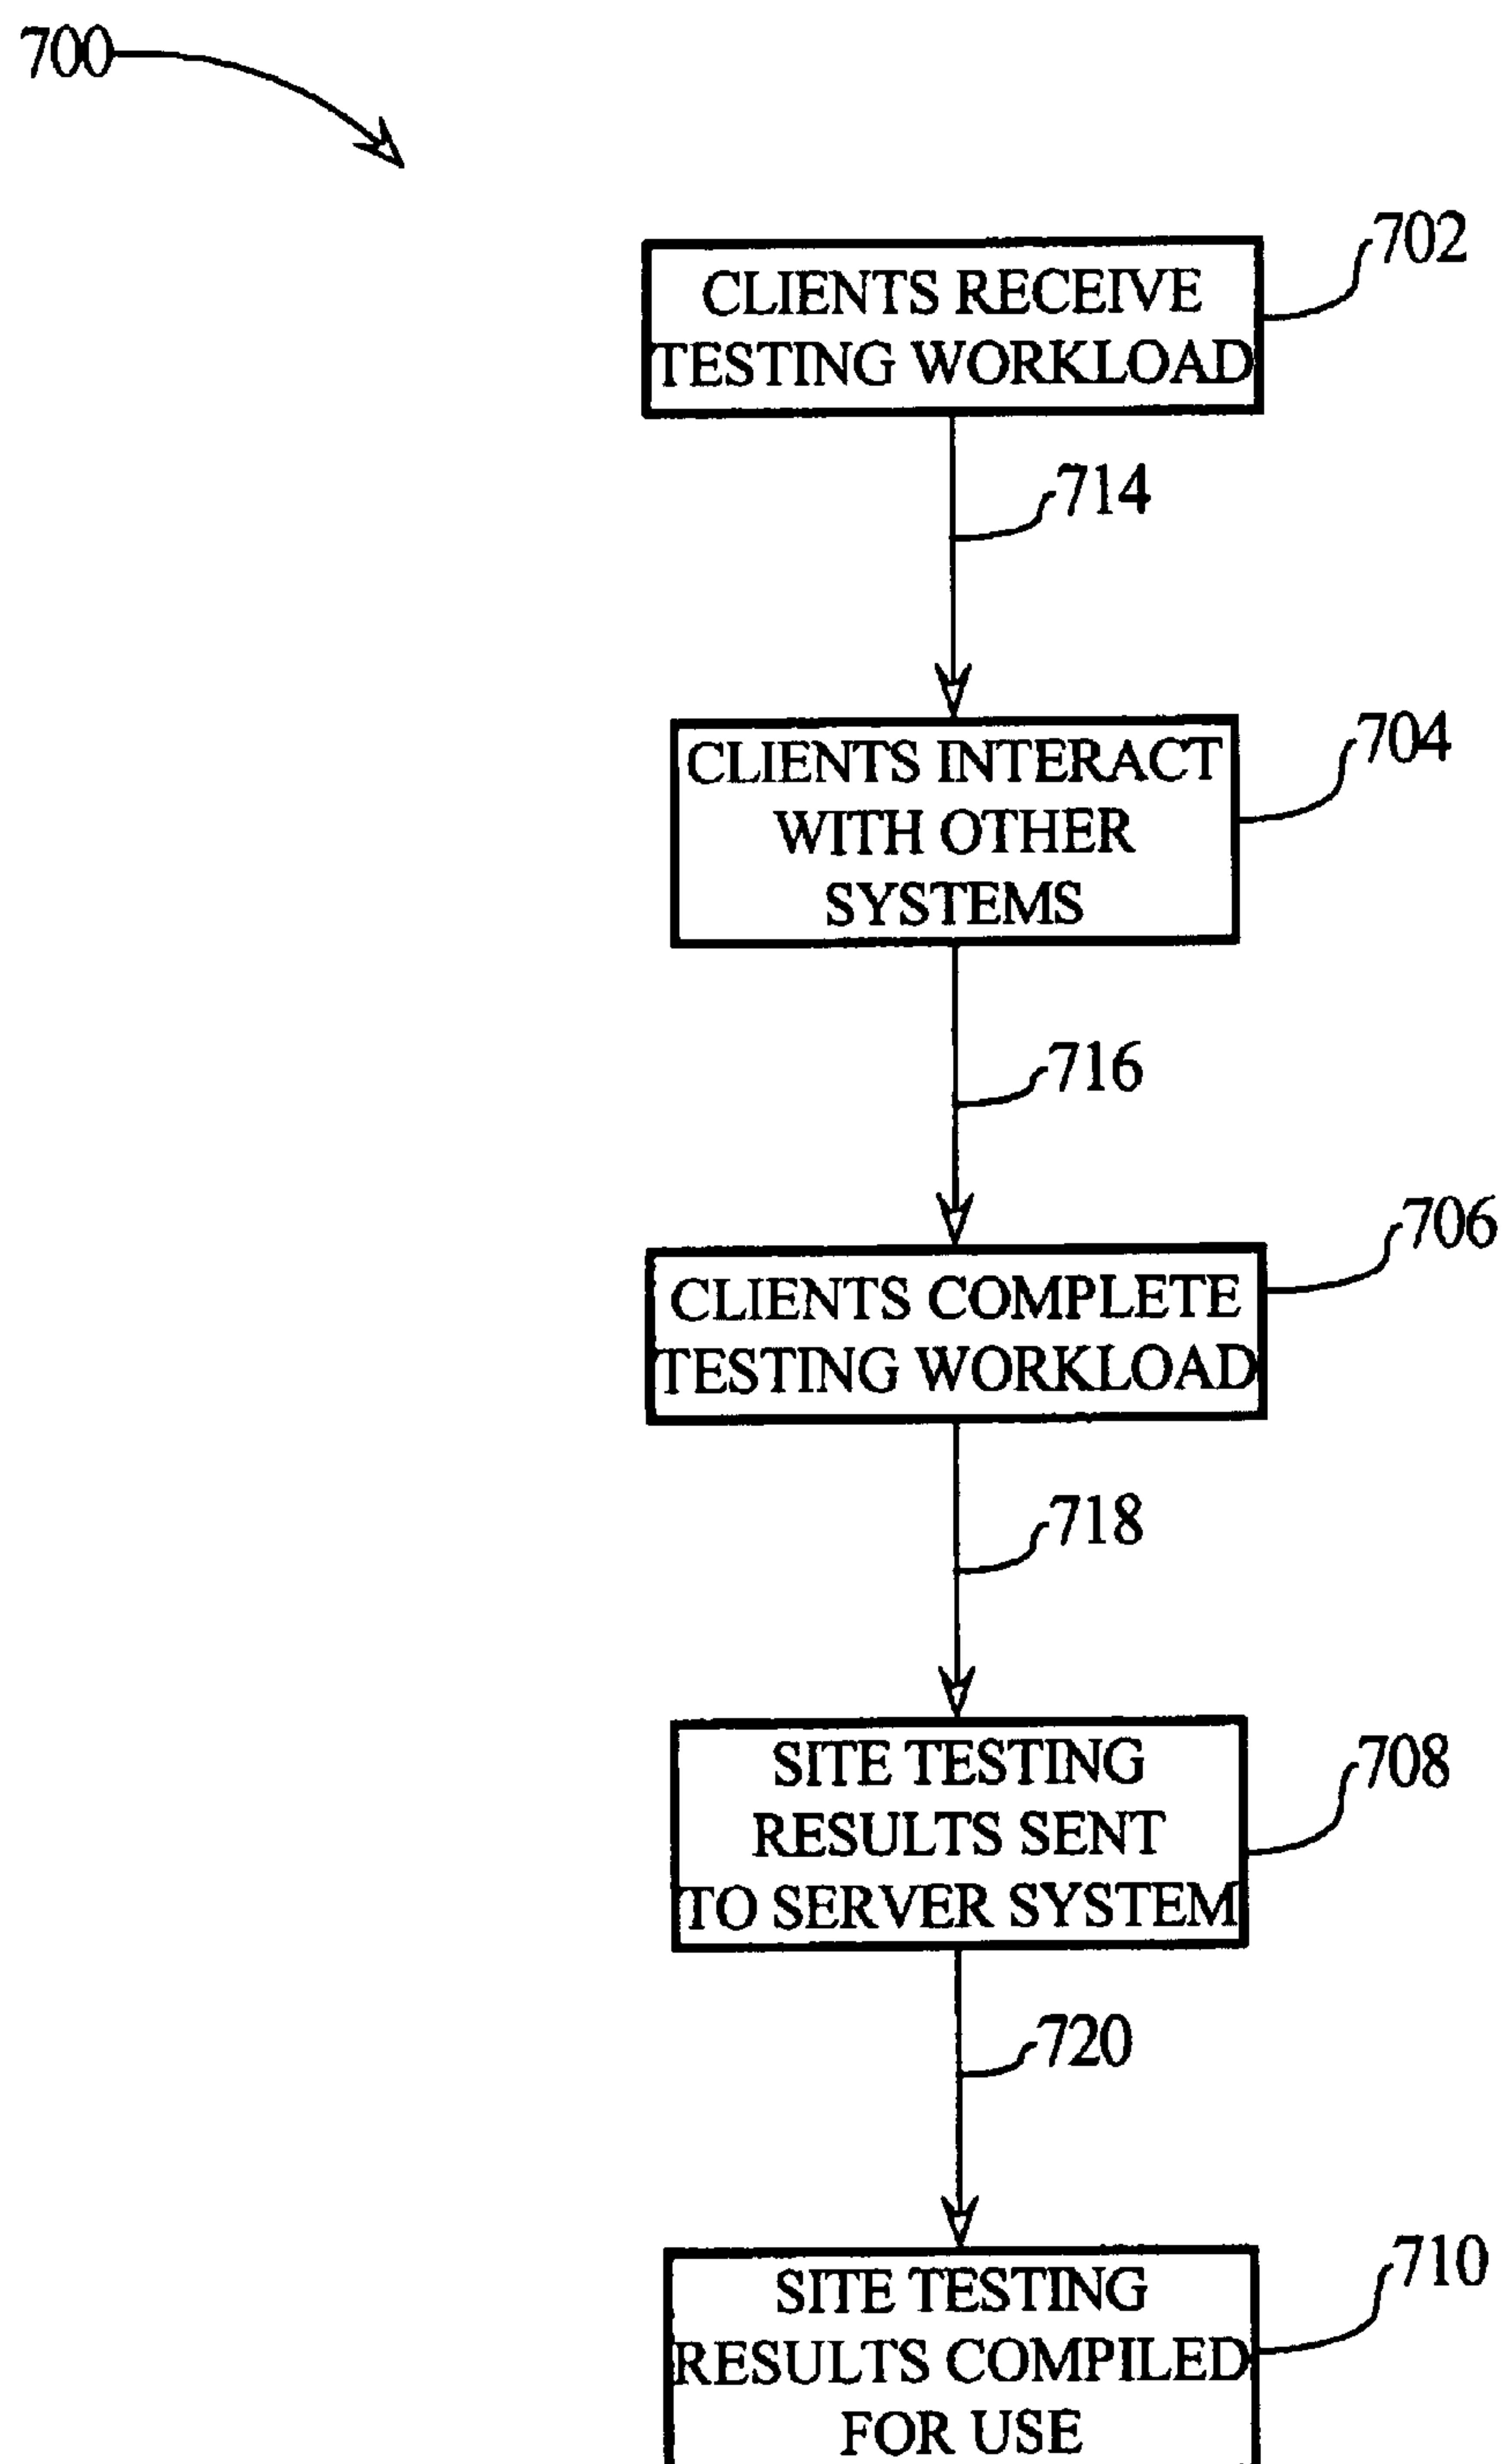 700
702
CLIENTS RECEIVE
TESTING WORKLOAD
714
704
CLIENTS INTERACT
WITH OTHER
SYSTEMS
716
706
CLIENTS COMPLETE
TESTING WORKLOAD
718
708
SITE TESTING
RESULTS SENT
TO SERVER SYSTEM
720
710
SITE TESTING
RESULTS COMPILED
FOR USE